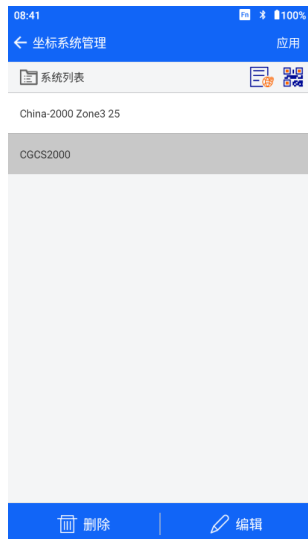 08:41
Fn
100%
坐标系统管理
应用
系统列表
China-2000 Zone3 25
CGCS2000
删除
编辑